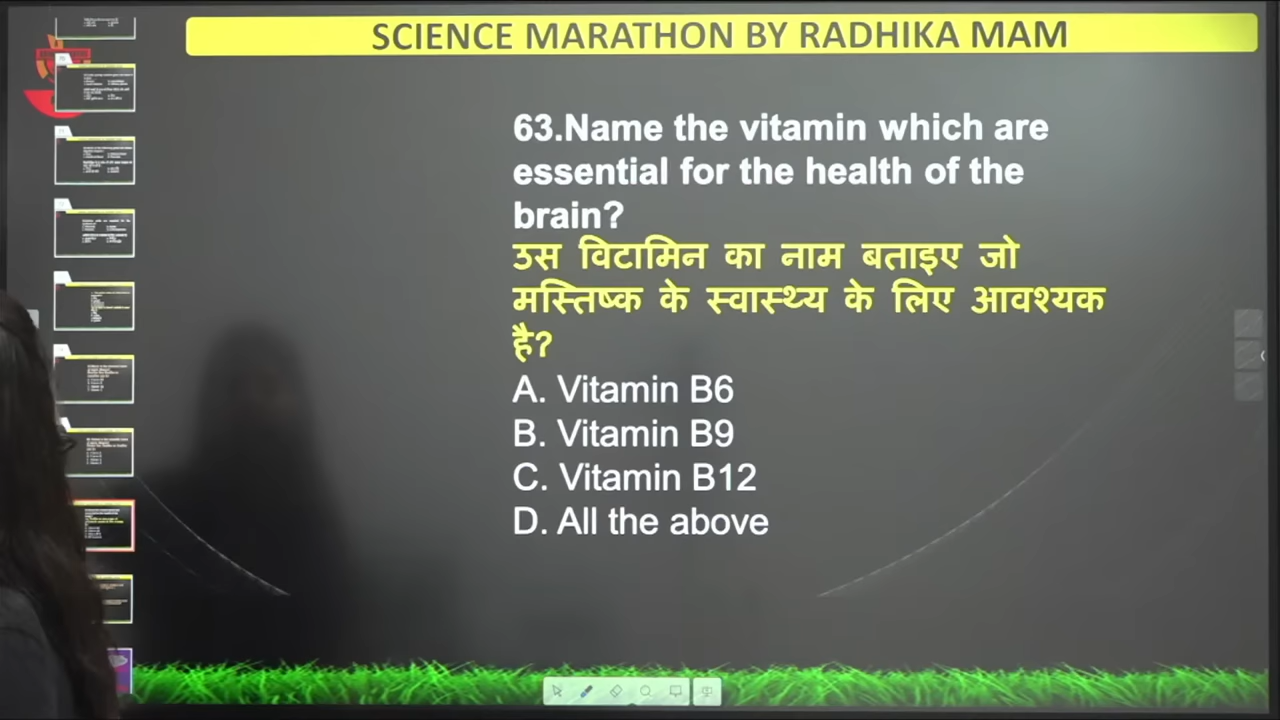 SCIENCE MARATHON BY RADHIKA MAM
63.Name the vitamin which are
essential for the health of the
brain?
उस विटामिन का नाम बताइए जो
मस्तिष्क के स्वास्थ्य के लिए आवश्यक
है?
A. Vitamin B6
B. Vitamin B9
C. Vitamin B12
D. All the above